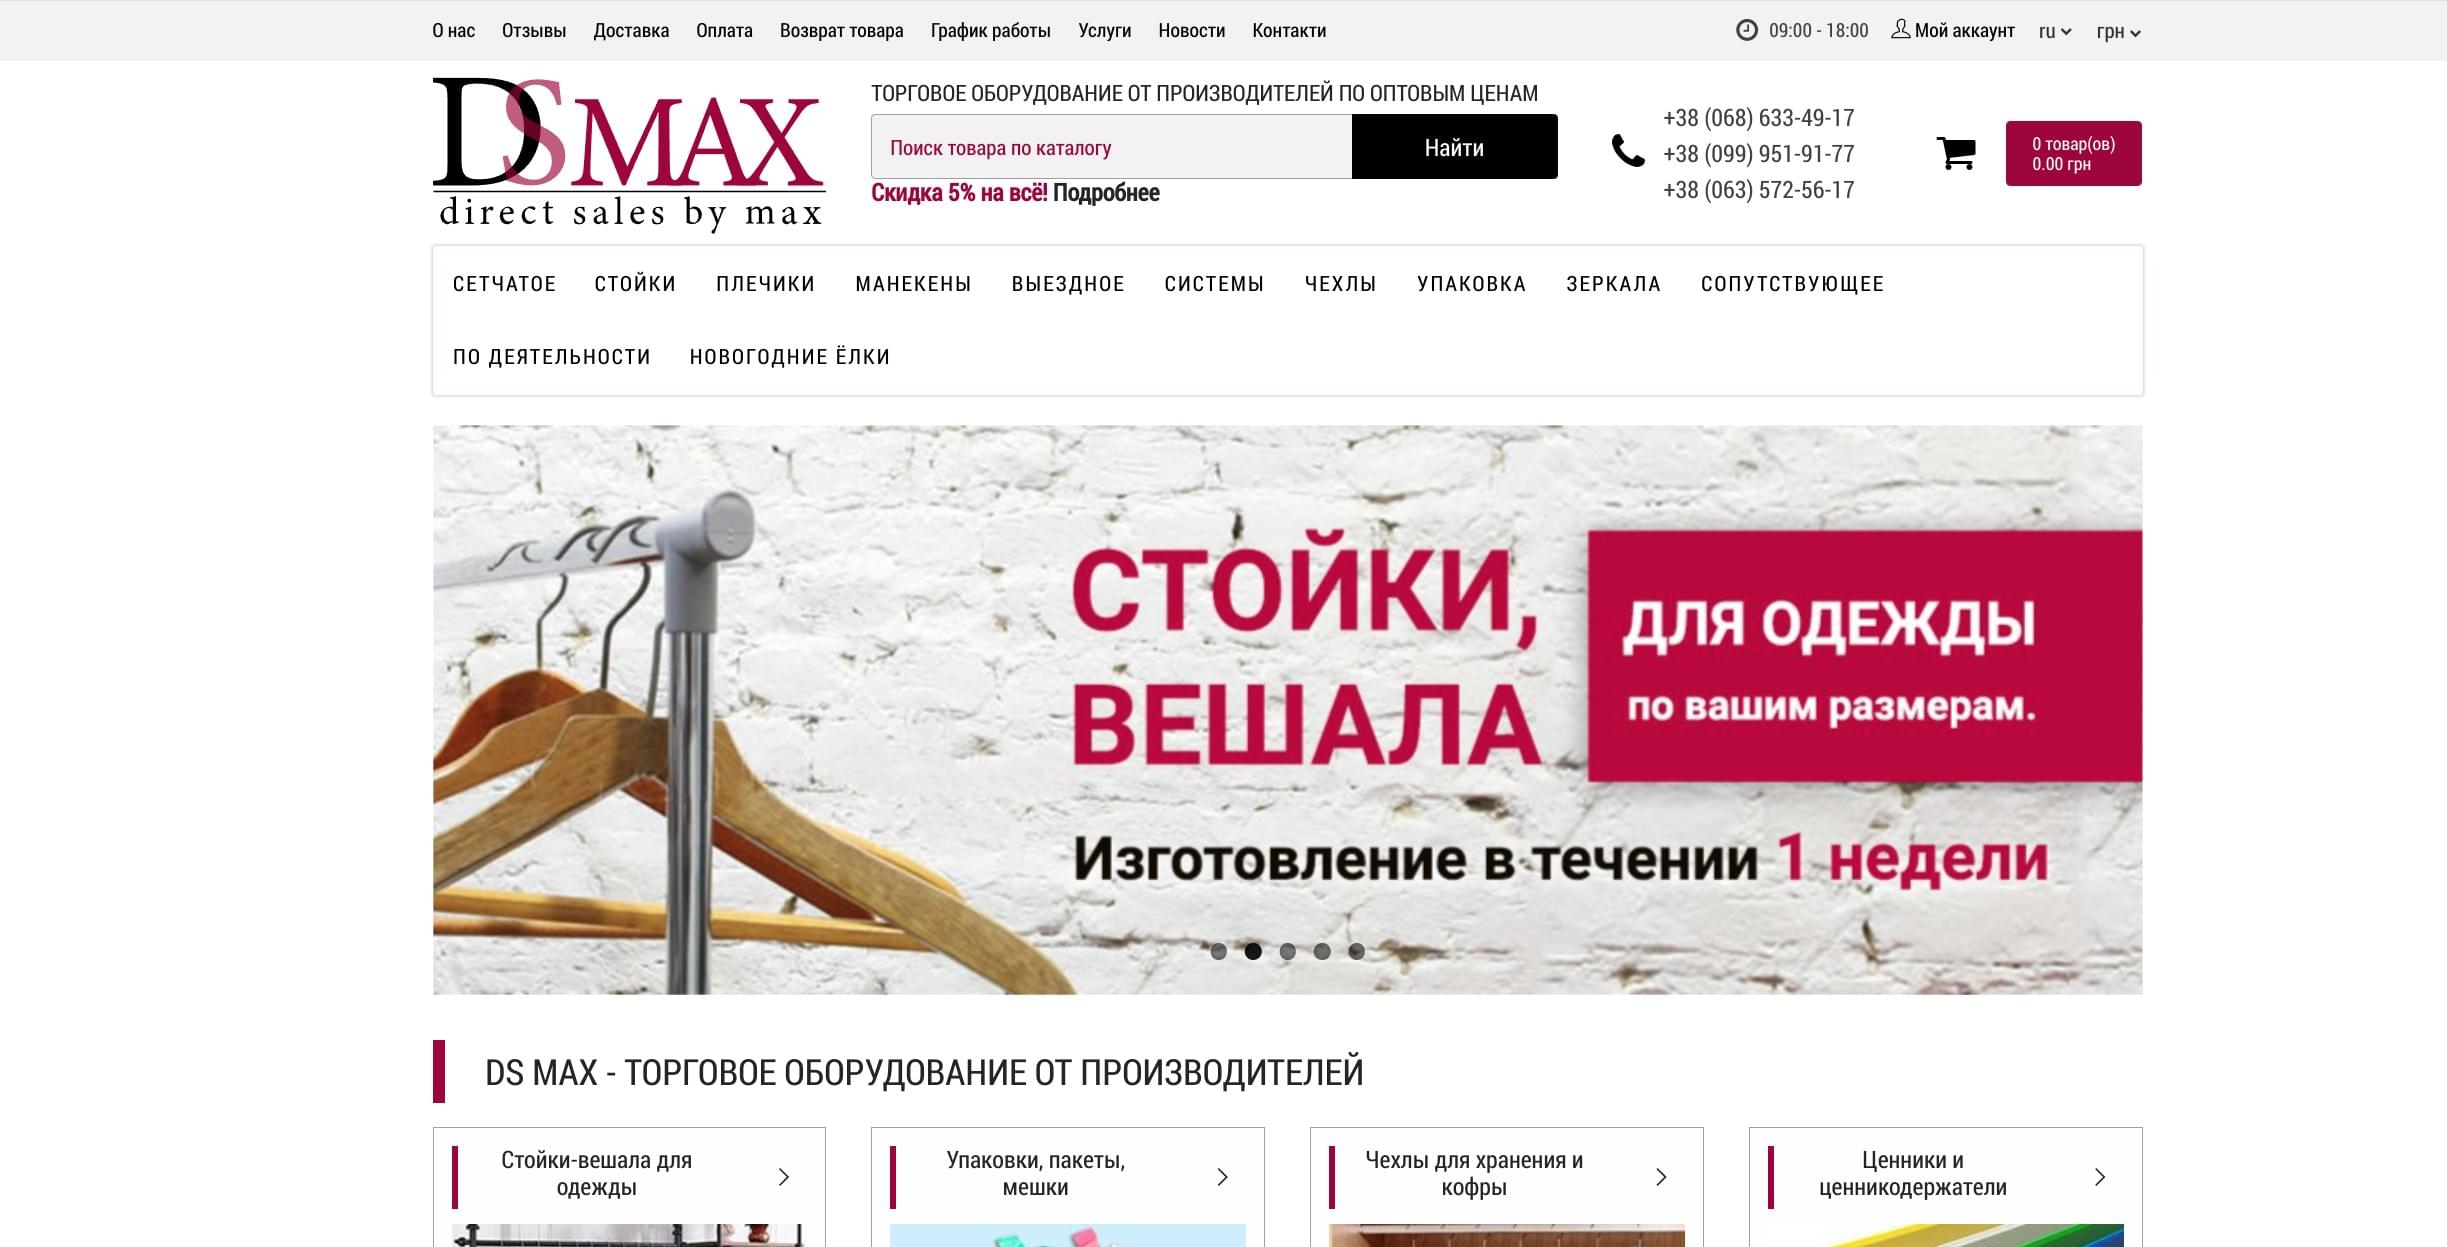 О нас Отзывы Доставка Оплата Возврат товара График работы Услуги Новости Контакти 09:00 - 18:00 Мой аккаунт ru грн
DSMAX
direct sales by max
ТОРГОВОЕ ОБОРУДОВАНИЕ ОТ ПРОИЗВОДИТЕЛЕЙ ПО ОПТОВЫМ ЦЕНАМ
Поиск товара по каталогу Найти
Скидка 5% на всё! Подробнее
+38 (068) 633-49-17
+38 (099) 951-91-77
+38 (063) 572-56-17
0 товар(ов)
0.00 грн
СЕТЧАТОЕ СТОЙКИ ПЛЕЧИКИ МАНЕКЕНЫ ВЫЕЗДНОЕ СИСТЕМЫ ЧЕХЛЫ УПАКОВКА ЗЕРКАЛА СОПУТСТВУЮЩЕЕ
ПО ДЕЯТЕЛЬНОСТИ НОВОГОДНИЕ ЁЛКИ
СТОЙКИ,
ВЕШАЛА
ДЛЯ ОДЕЖДЫ
по вашим размерам.
Изготовление в течении 1 недели
DS MAX - ТОРГОВОЕ ОБОРУДОВАНИЕ ОТ ПРОИЗВОДИТЕЛЕЙ
Стойки-вешала для
одежды
Упаковки, пакеты,
мешки
Чехлы для хранения и
кофры
Ценники и
ценникодержатели